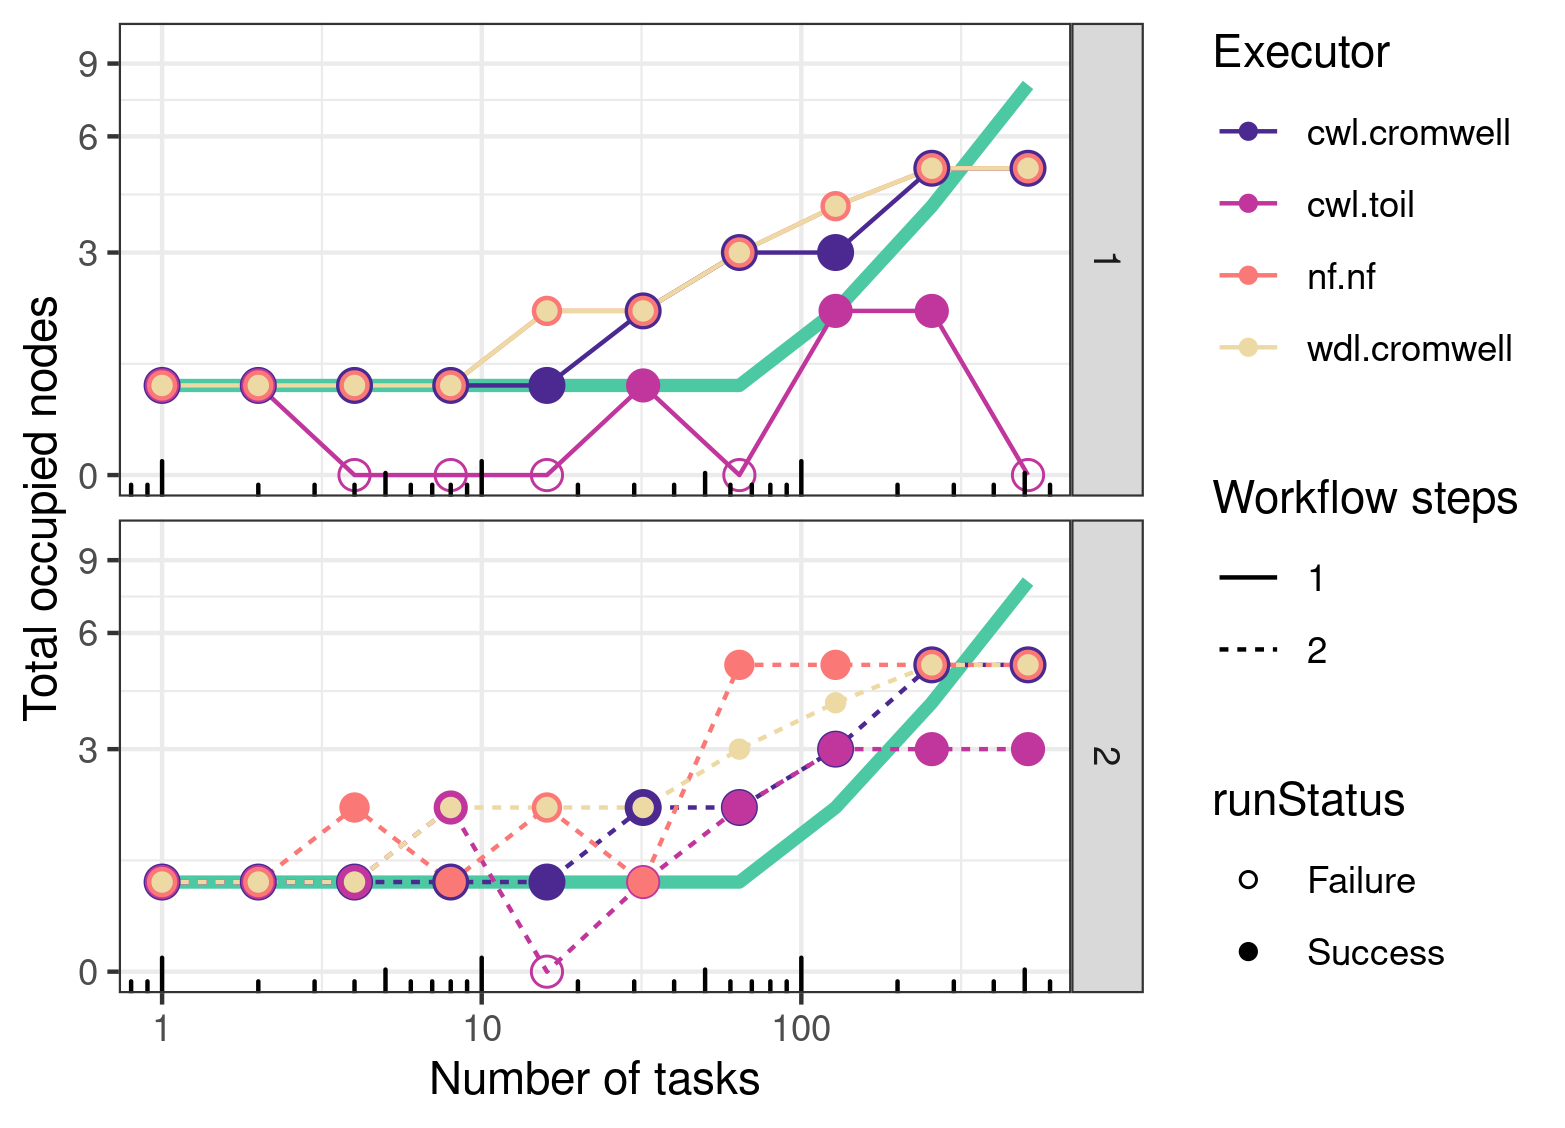 Total occupied nodes
9
6
3
0
1
9
6
3
0
2
1
10
100
Number of tasks
Executor
cwl.cromwell
cwl.toil
nf.nf
wdl.cromwell
Workflow steps
1
2
runStatus
Failure
Success